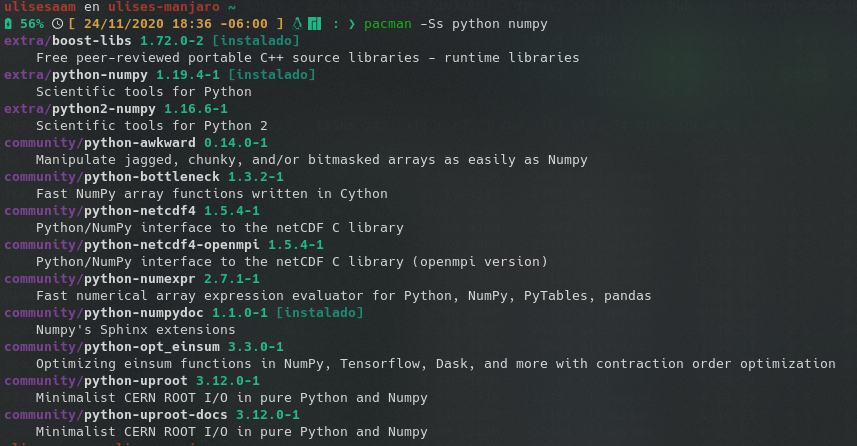 ulisesaam en ulises-manjaro ~
56% [ 24/11/2020 18:36 -06:00 ] : ❯ pacman -Ss python numpy
extra/boost-libs 1.72.0-2 [instalado]
Free peer-reviewed portable C++ source libraries - runtime libraries
extra/python-numpy 1.19.4-1 [instalado]
Scientific tools for Python
extra/python2-numpy 1.16.6-1
Scientific tools for Python 2
community/python-awkward 0.14.0-1
Manipulate jagged, chunky, and/or bitmasked arrays as easily as Numpy
community/python-bottleneck 1.3.2-1
Fast NumPy array functions written in Cython
community/python-netcdf4 1.5.4-1
Python/NumPy interface to the netCDF C library
community/python-netcdf4-openmpi 1.5.4-1
Python/NumPy interface to the netCDF C library (openmpi version)
community/python-numexpr 2.7.1-1
Fast numerical array expression evaluator for Python, NumPy, PyTables, pandas
community/python-numpydoc 1.1.0-1 [instalado]
Numpy's Sphinx extensions
community/python-opt_einsum 3.3.0-1
Optimizing einsum functions in NumPy, Tensorflow, Dask, and more with contraction order optimization
community/python-uproot 3.12.0-1
Minimalist CERN ROOT I/O in pure Python and Numpy
community/python-uproot-docs 3.12.0-1
Minimalist CERN ROOT I/O in pure Python and Numpy